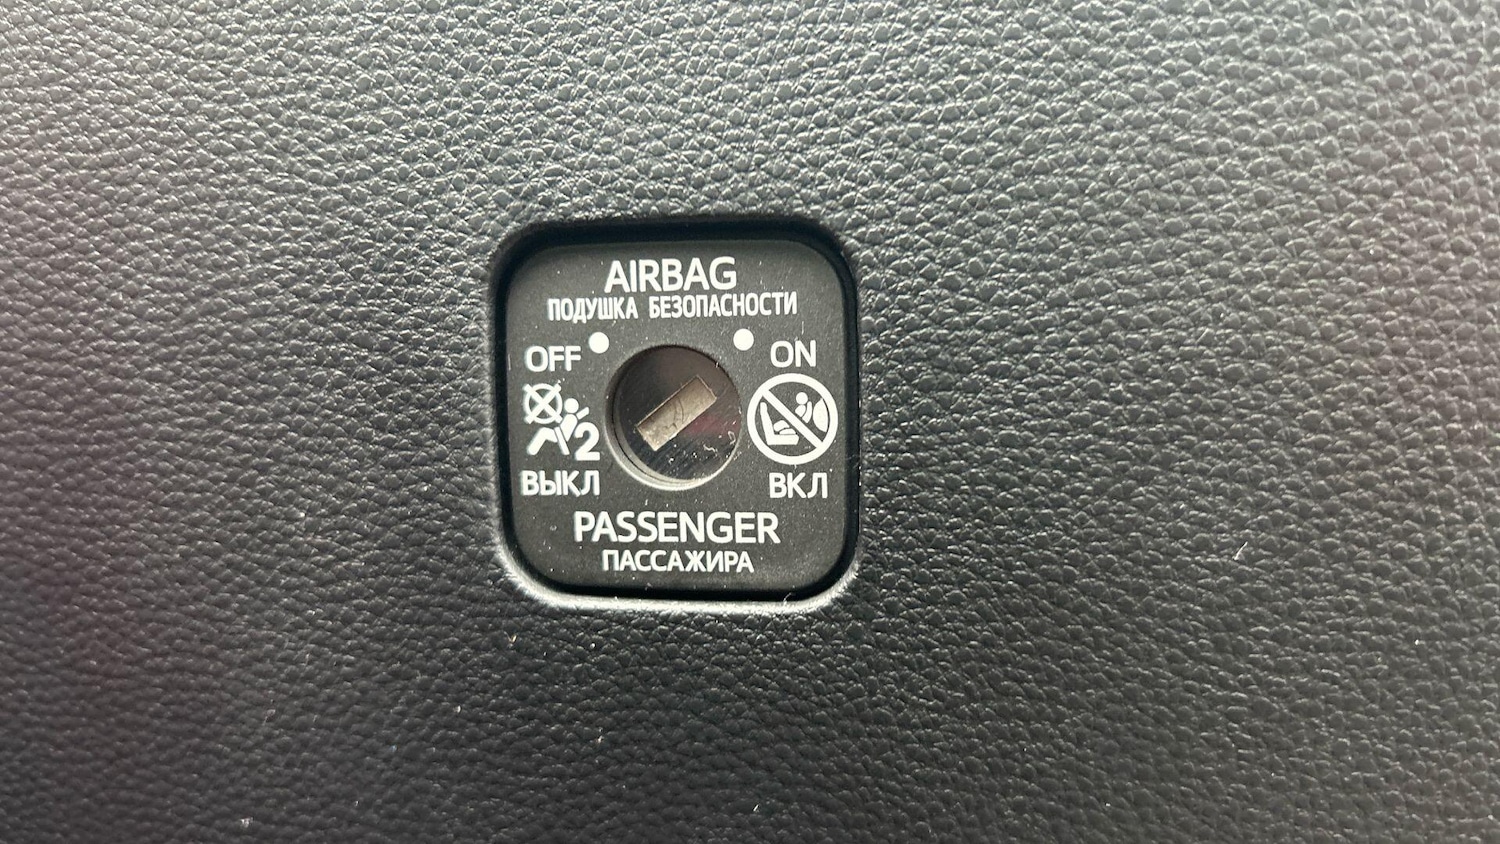 AIRBAG
ПОДУШКА БЕЗОПАСНОСТИ
OFF
ON
2
ВЫКЛ
ВКЛ
PASSENGER
ПАССАЖИРА